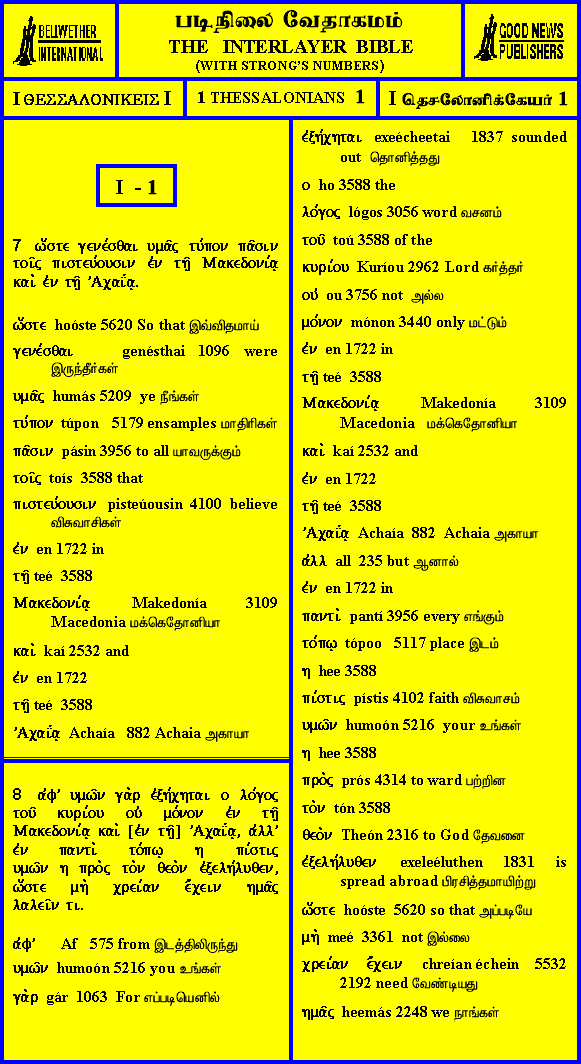 BELLWETHER
INTERNATIONAL
படிநிலை வேதாகமம்
THE INTERLAYER BIBLE
(WITH STRONG'S NUMBERS)
GOOD NEWS
PUBLISHERS
I ΘΕΣΣΑΛΟΝΙΚΕΙΣ I
1 THESSALONIANS 1
I தெசலோனிக்கேயர் 1
I - 1
7 ὥστε γενέσθαι υμᾶς τύπον πᾶσιν
τοῖς πιστεύουσιν ἐν τῇ Μακεδονίᾳ
καὶ ἐν τῇ Ἀχαΐᾳ.
ὥστε hoóste 5620 So that இவ்விதமாய்
γενέσθαι genésthai 1096 were
இருந்தீர்கள்
υμᾶς humás 5209 ye நீங்கள்
τύπον túpon 5179 ensamples மாதிரிகள்
πᾶσιν pásin 3956 to all யாவருக்கும்
τοῖς toís 3588 that
πιστεύουσιν pisteúousin 4100 believe
விசுவாசிகள்
ἐν en 1722 in
τῇ teé 3588
Μακεδονίᾳ Makedonía 3109
Macedonia மக்கெதோனியா
καὶ kaí 2532 and
ἐν en 1722
τῇ teé 3588
Ἀχαΐᾳ Achaía 882 Achaia அகாயா
8 ἀφ' υμῶν γὰρ ἐξήχηται ο λόγος
τοῦ κυρίου οὐ μόνον ἐν τῇ
Μακεδονίᾳ καὶ [ἐν τῇ] Ἀχαΐᾳ, ἀλλ'
ἐν παντὶ τόπῳ η πίστις
υμῶν η πρὸς τὸν θεὸν ἐξελήλυθεν,
ὥστε μὴ χρείαν ἔχειν ημᾶς
λαλεῖν τι.
ἀφ' Af 575 from இடத்திலிருந்து
υμῶν humoón 5216 you உங்கள்
γὰρ gár 1063 For எப்படியெனில்
ἐξήχηται exeécheetai 1837 sounded
out தொனித்தது
ο ho 3588 the
λόγος lógos 3056 word வசனம்
τοῦ toú 3588 of the
κυρίου Kuríou 2962 Lord கர்த்தர்
οὐ ou 3756 not அல்ல
μόνον mónon 3440 only மட்டும்
ἐν en 1722 in
τῇ teé 3588
Μακεδονίᾳ Makedonía 3109
Macedonia மக்கெதோனியா
καὶ kaí 2532 and
ἐν en 1722
τῇ teé 3588
Ἀχαΐᾳ Achaía 882 Achaia அகாயா
ἀλλ all 235 but ஆனால்
ἐν en 1722 in
παντὶ pantí 3956 every எங்கும்
τόπῳ tópoo 5117 place இடம்
η hee 3588
πίστις pístis 4102 faith விசுவாசம்
υμῶν humoón 5216 your உங்கள்
η hee 3588
πρὸς prós 4314 to ward பற்றின
τὸν tón 3588
θεὸν Theón 2316 to God தேவனை
ἐξελήλυθεν exeleéluthen 1831 is
spread abroad பிரசித்தமாயிற்று
ὥστε hoóste 5620 so that அப்படியே
μὴ meé 3361 not இல்லை
χρείαν ἔχειν chreían échein 5532
2192 need வேண்டியது
ημᾶς heemás 2248 we நாங்கள்